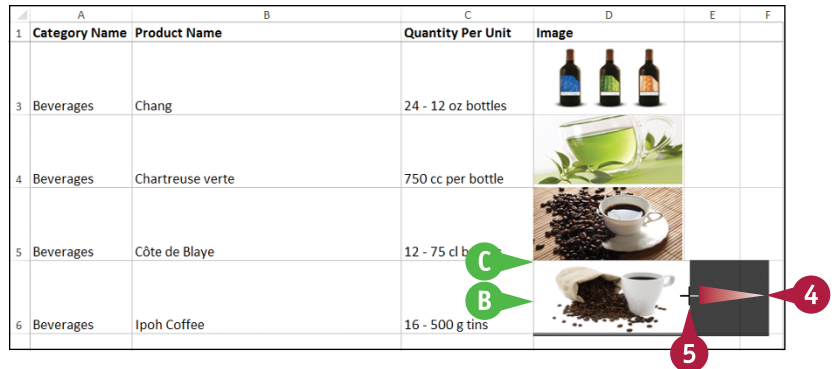 A B C D E F
1 Category Name Product Name Quantity Per Unit Image
3 Beverages Chang 24 - 12 oz bottles
4 Beverages Chartreuse verte 750 cc per bottle
5 Beverages Côte de Blaye 12 - 75 cl b
C
B
4
6 Beverages Ipoh Coffee 16 - 500 g tins
5